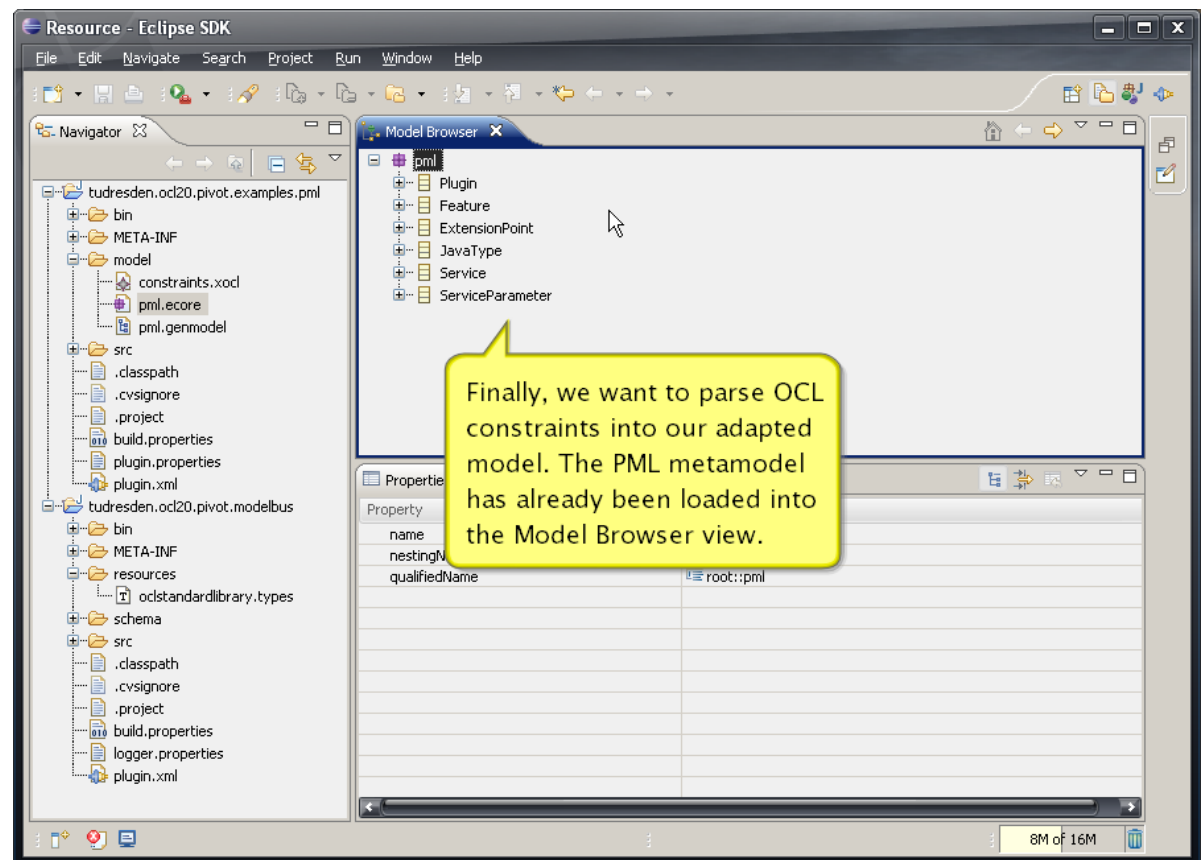 Resource - Eclipse SDK
File Edit Navigate Search Project Run Window Help
Navigator
tudresden.ocl20.pivot.examples.pml
bin
META-INF
model
constraints.xocl
pml.ecore
pml.genmodel
src
.classpath
.cvsignore
.project
build.properties
plugin.properties
plugin.xml
tudresden.ocl20.pivot.modelbus
bin
META-INF
resources
oclstandardlibrary.types
schema
src
.classpath
.cvsignore
.project
build.properties
logger.properties
plugin.xml
Model Browser
pml
Plugin
Feature
ExtensionPoint
JavaType
Service
ServiceParameter
Finally, we want to parse OCL
constraints into our adapted
model. The PML metamodel
has already been loaded into
the Model Browser view.
Propertie
Property
name
nestingN
qualifiedName root::pml
8M of 16M